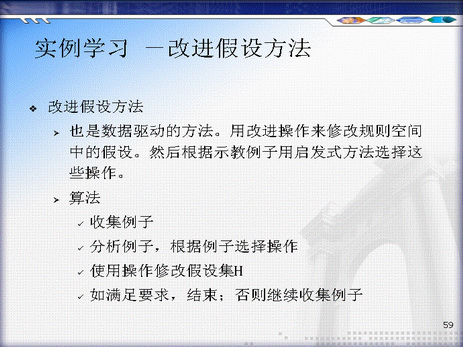 实例学习 －改进假设方法
❖ 改进假设方法
➢ 也是数据驱动的方法。用改进操作来修改规则空间
中的假设。然后根据示教例子用启发式方法选择这
些操作。
➢ 算法
✓ 收集例子
✓ 分析例子，根据例子选择操作
✓ 使用操作修改假设集H
✓ 如满足要求，结束；否则继续收集例子
59